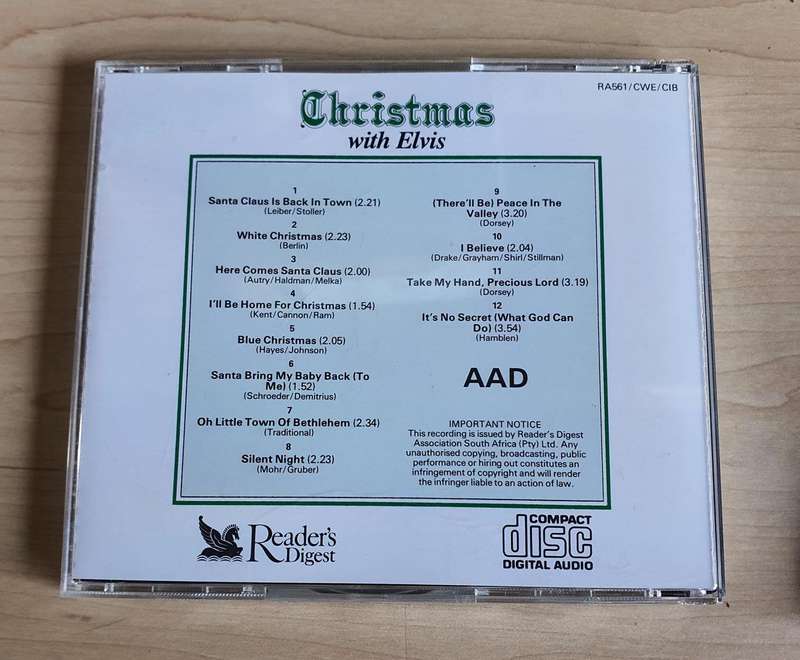 RA561/CWE/CIB
Christmas
with Elvis
1
Santa Claus Is Back In Town (2.21)
(Leiber/Stoller)
2
White Christmas (2.23)
(Berlin)
3
Here Comes Santa Claus (2.00)
(Autry/Haldman/Melka)
4
I'll Be Home For Christmas (1.54)
(Kent/Cannon/Ram)
5
Blue Christmas (2.05)
(Hayes/Johnson)
6
Santa Bring My Baby Back (To
Me) (1.52)
(Schroeder/Demitrius)
7
Oh Little Town Of Bethlehem (2.34)
(Traditional)
8
Silent Night (2.23)
(Mohr/Gruber)
9
(There'll Be) Peace In The
Valley (3.20)
(Dorsey)
10
I Believe (2.04)
(Drake/Grayham/Shirl/Stillman)
11
Take My Hand, Precious Lord (3.19)
(Dorsey)
12
It's No Secret (What God Can
Do) (3.54)
(Hamblen)
AAD
IMPORTANT NOTICE
This recording is issued by Reader's Digest
Association South Africa (Pty) Ltd. Any
unauthorised copying, broadcasting, public
performance or hiring out constitutes an
infringement of copyright and will render
the infringer liable to an action of law.
Reader's
Digest
COMPACT
disc
DIGITAL AUDIO